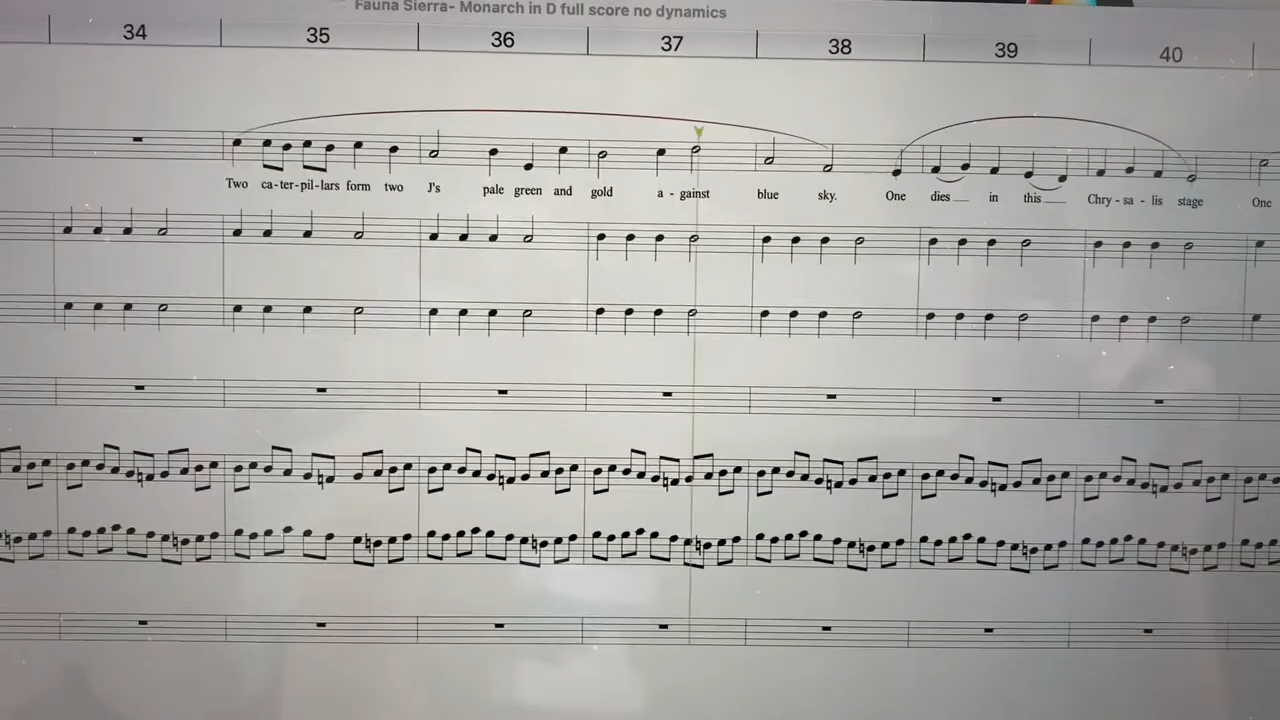 Fauna Sierra- Monarch in D full score no dynamics
34 35 36 37 38 39 40
Two ca-ter-pil-lars form two J's pale green and gold a - gainst blue sky. One dies in this Chry - sa - lis stage One